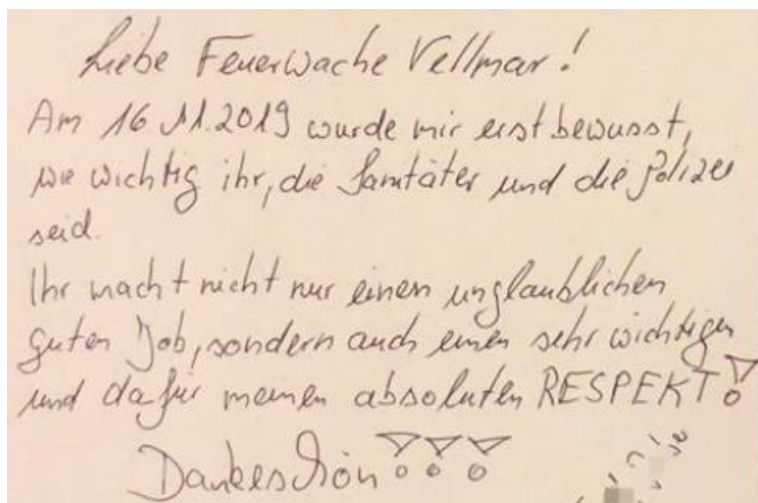 Liebe Feuerwache Vellmar!
Am 16.11.2019 wurde mir erst bewusst,
wie wichtig ihr, die Sanitäter und die Polizei
seid.
Ihr macht nicht nur einen unglaublichen
guten Job, sondern auch einen sehr wichtigen
und dafür meinen absoluten RESPEKT!
Dankeschön!!!